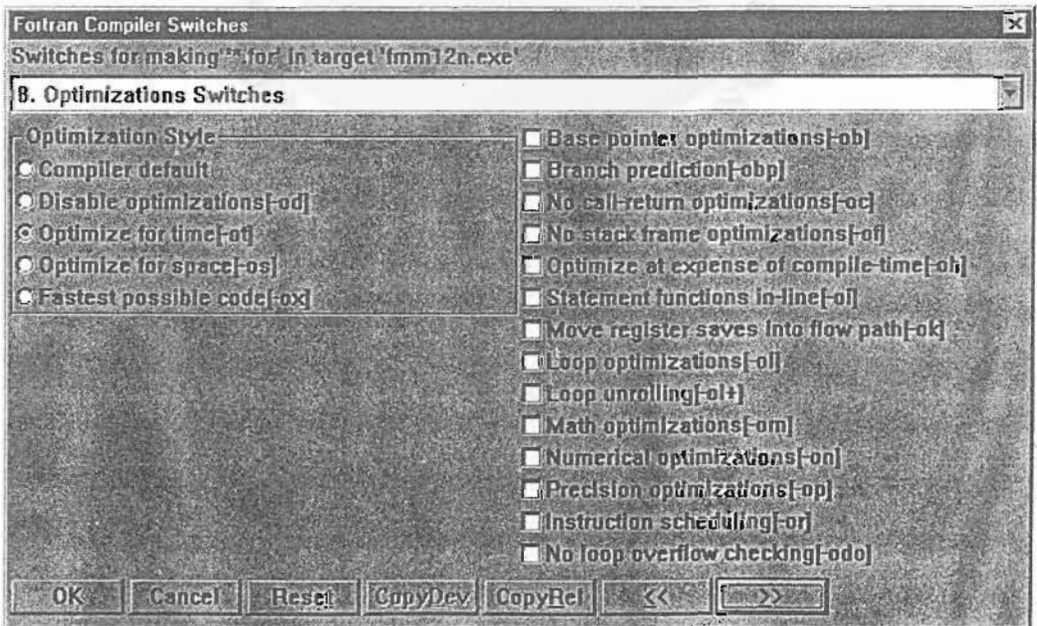 Fortran Compiler Switches
Switches for making '*.for' in target 'fmm12n.exe'
8. Optimizations Switches
Optimization Style
Compiler default
Disable optimizations[-od]
Optimize for time[-ot]
Optimize for space[-os]
Fastest possible code[-ox]
Base pointer optimizations[-ob]
Branch prediction[-obp]
No call-return optimizations[-oc]
No stack frame optimizations[-of]
Optimize at expense of compile-time[-oh]
Statement functions in-line[-oi]
Move register saves into flow path[-ok]
Loop optimizations[-ol]
Loop unrolling[-ol+]
Math optimizations[-om]
Numerical optimizations[-on]
Precision optimizations[-op]
Instruction scheduling[-or]
No loop overflow checking[-odo]
OK Cancel Reset CopyDev CopyRel << >>